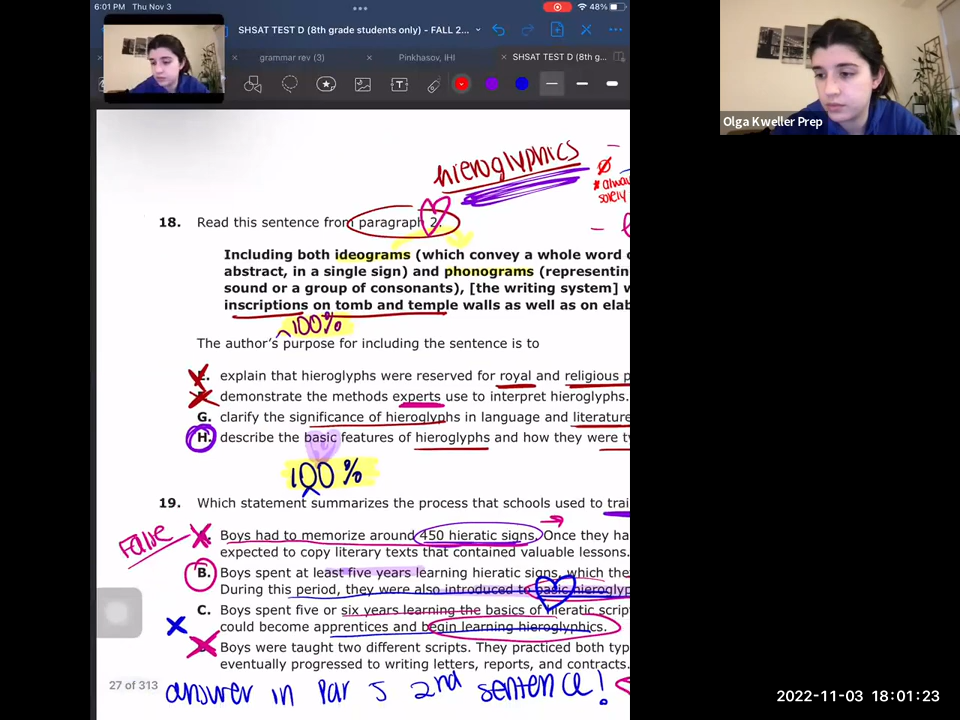 6:01 PM Thu Nov 3
48%
SHSAT TEST D (8th grade students only) - FALL 2...
grammar rev (3)
Pinkhasov, IHI
SHSAT TEST D (8th g...
Olga Kweller Prep
hieroglyphics
solely
18. Read this sentence from paragraph 2.
Including both ideograms (which convey a whole word
abstract, in a single sign) and phonograms (representin
sound or a group of consonants), [the writing system] w
inscriptions on tomb and temple walls as well as on elab
100%
The author's purpose for including the sentence is to
explain that hieroglyphs were reserved for royal and religious p
demonstrate the methods experts use to interpret hieroglyphs.
G. clarify the significance of hieroglyphs in language and literature
H. describe the basic features of hieroglyphs and how they were ty
100%
19. Which statement summarizes the process that schools used to trai
False
Boys had to memorize around 450 hieratic signs. Once they ha
expected to copy literary texts that contained valuable lessons.
B. Boys spent at least five years learning hieratic signs, which the
During this period, they were also introduced to basic hieroglyp
C. Boys spent five or six years learning the basics of hieratic scrip
could become apprentices and begin learning hieroglyphics.
Boys were taught two different scripts. They practiced both typ
eventually progressed to writing letters, reports, and contracts.
27 of 313
answer in Par 5 2nd sentence!
2022-11-03 18:01:23